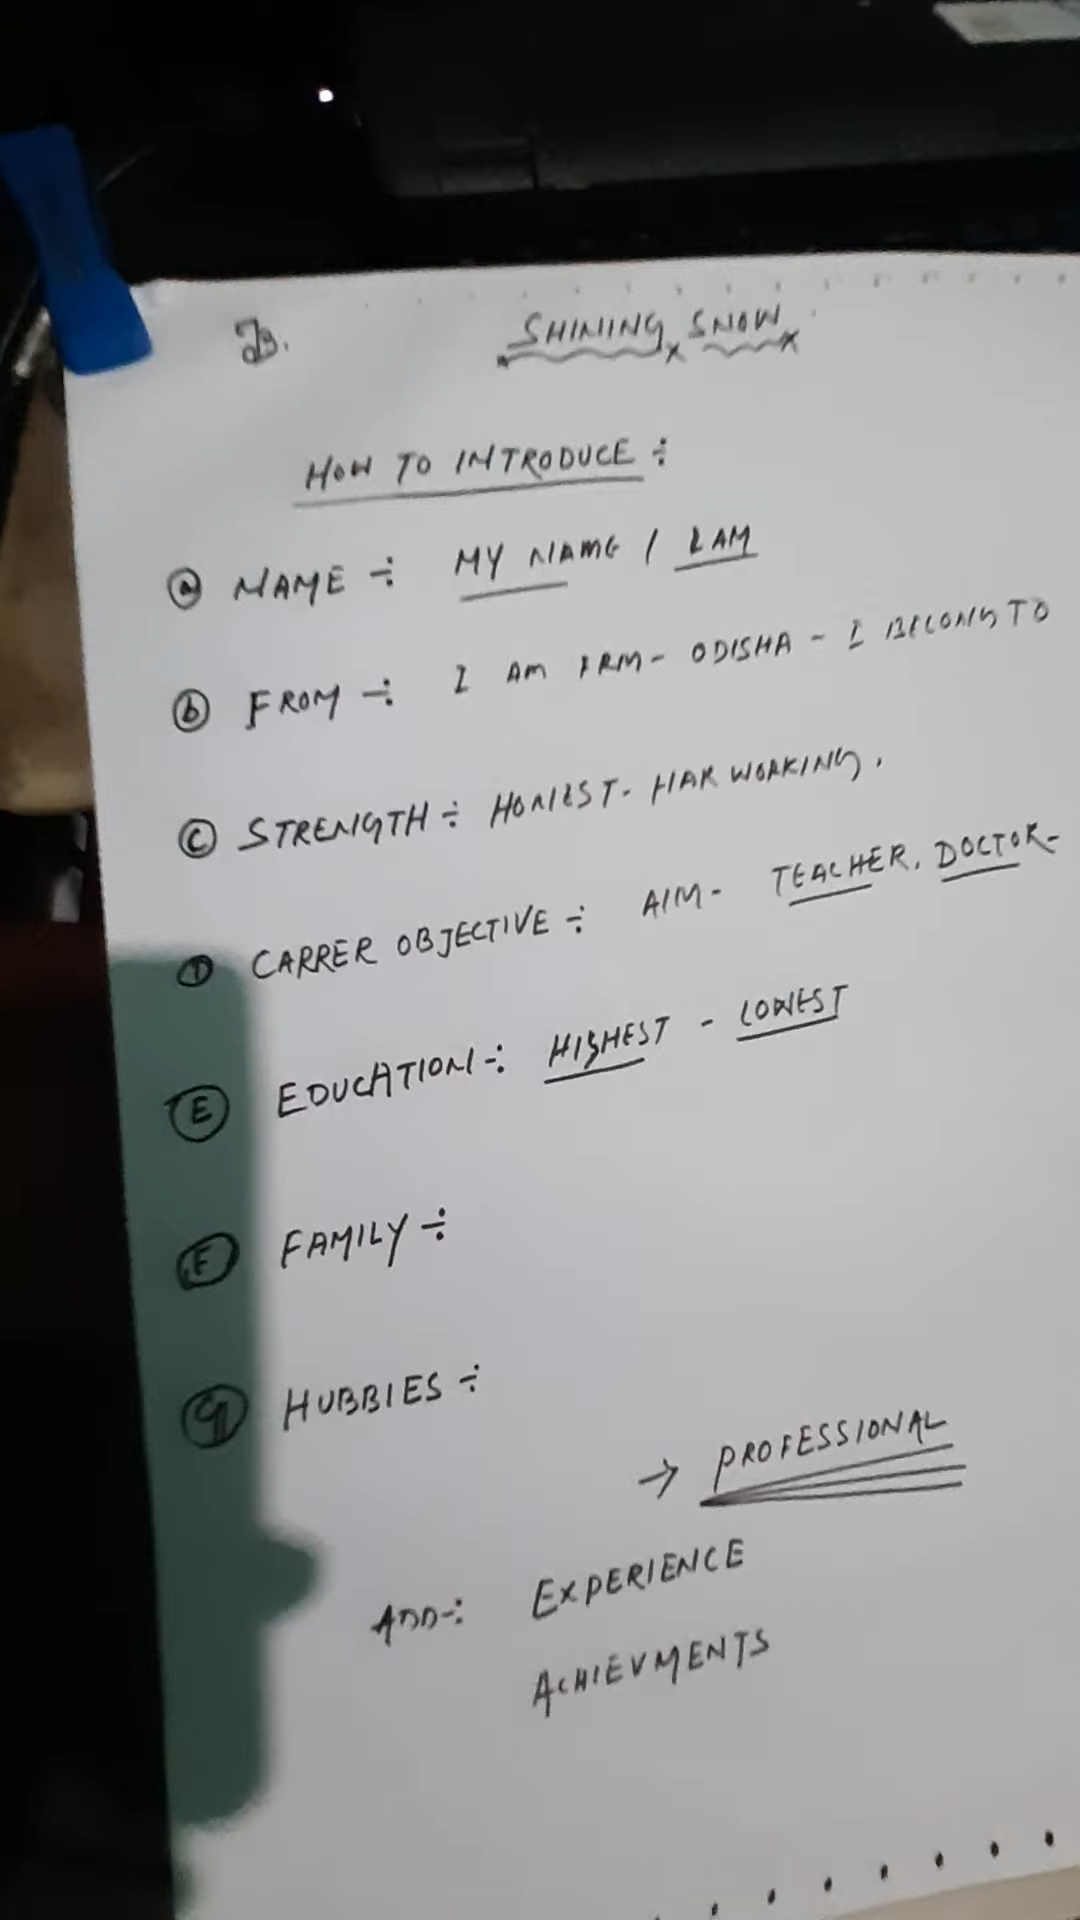 SHINING SNOW
HOW TO INTRODUCE ÷
(a) NAME ÷ MY NAME / I AM
(b) FROM ÷ I AM FRM - ODISHA - I BELONG TO
(C) STRENGTH ÷ HONEST - HAR WORKING.
(D) CARRER OBJECTIVE ÷ AIM - TEACHER, DOCTOR -
(E) EDUCATION ÷ HIGHEST - LOWEST
(F) FAMILY ÷
(g) HUBBIES ÷
→ PROFESSIONAL
ADD ÷ EXPERIENCE
ACHIEVMENTS